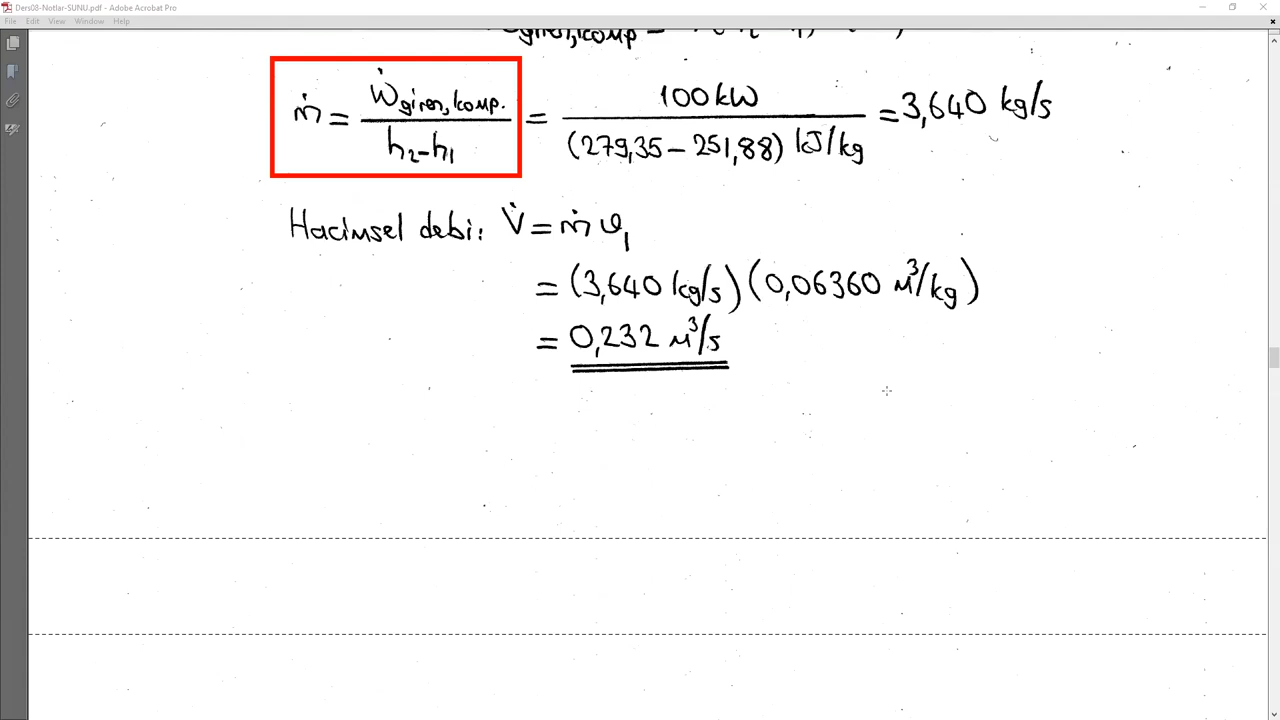 Ders08-Notlar-SUNU.pdf - Adobe Acrobat Pro
File Edit View Window Help
ṁ = Ẇgiren,komp. / h2-h1 = 100 kW / (279,35 - 251,88) kJ/kg = 3,640 kg/s
Hacimsel debi: V̇ = ṁ υ1
= (3,640 kg/s)(0,06360 m³/kg)
= 0,232 m³/s